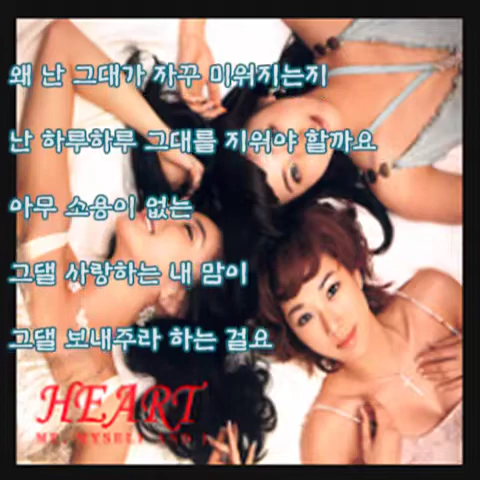 왜 난 그대가 자꾸 미워지는지
난 하루하루 그대를 지워야 할까요
아무 소용이 없는
그댈 사랑하는 내 맘이
그댈 보내주라 하는 걸요
HEART
MYSELF AND